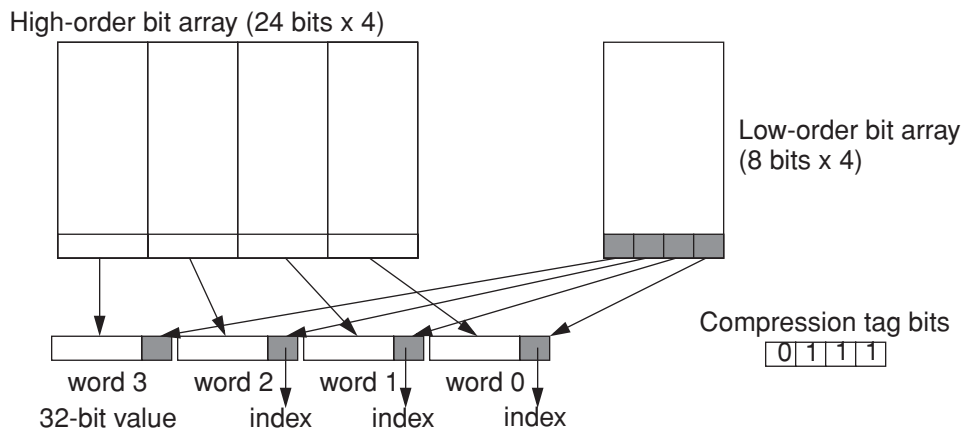 High-order bit array (24 bits x 4)
Low-order bit array
(8 bits x 4)
Compression tag bits
0 1 1 1
word 3 word 2 word 1 word 0
32-bit value index index index